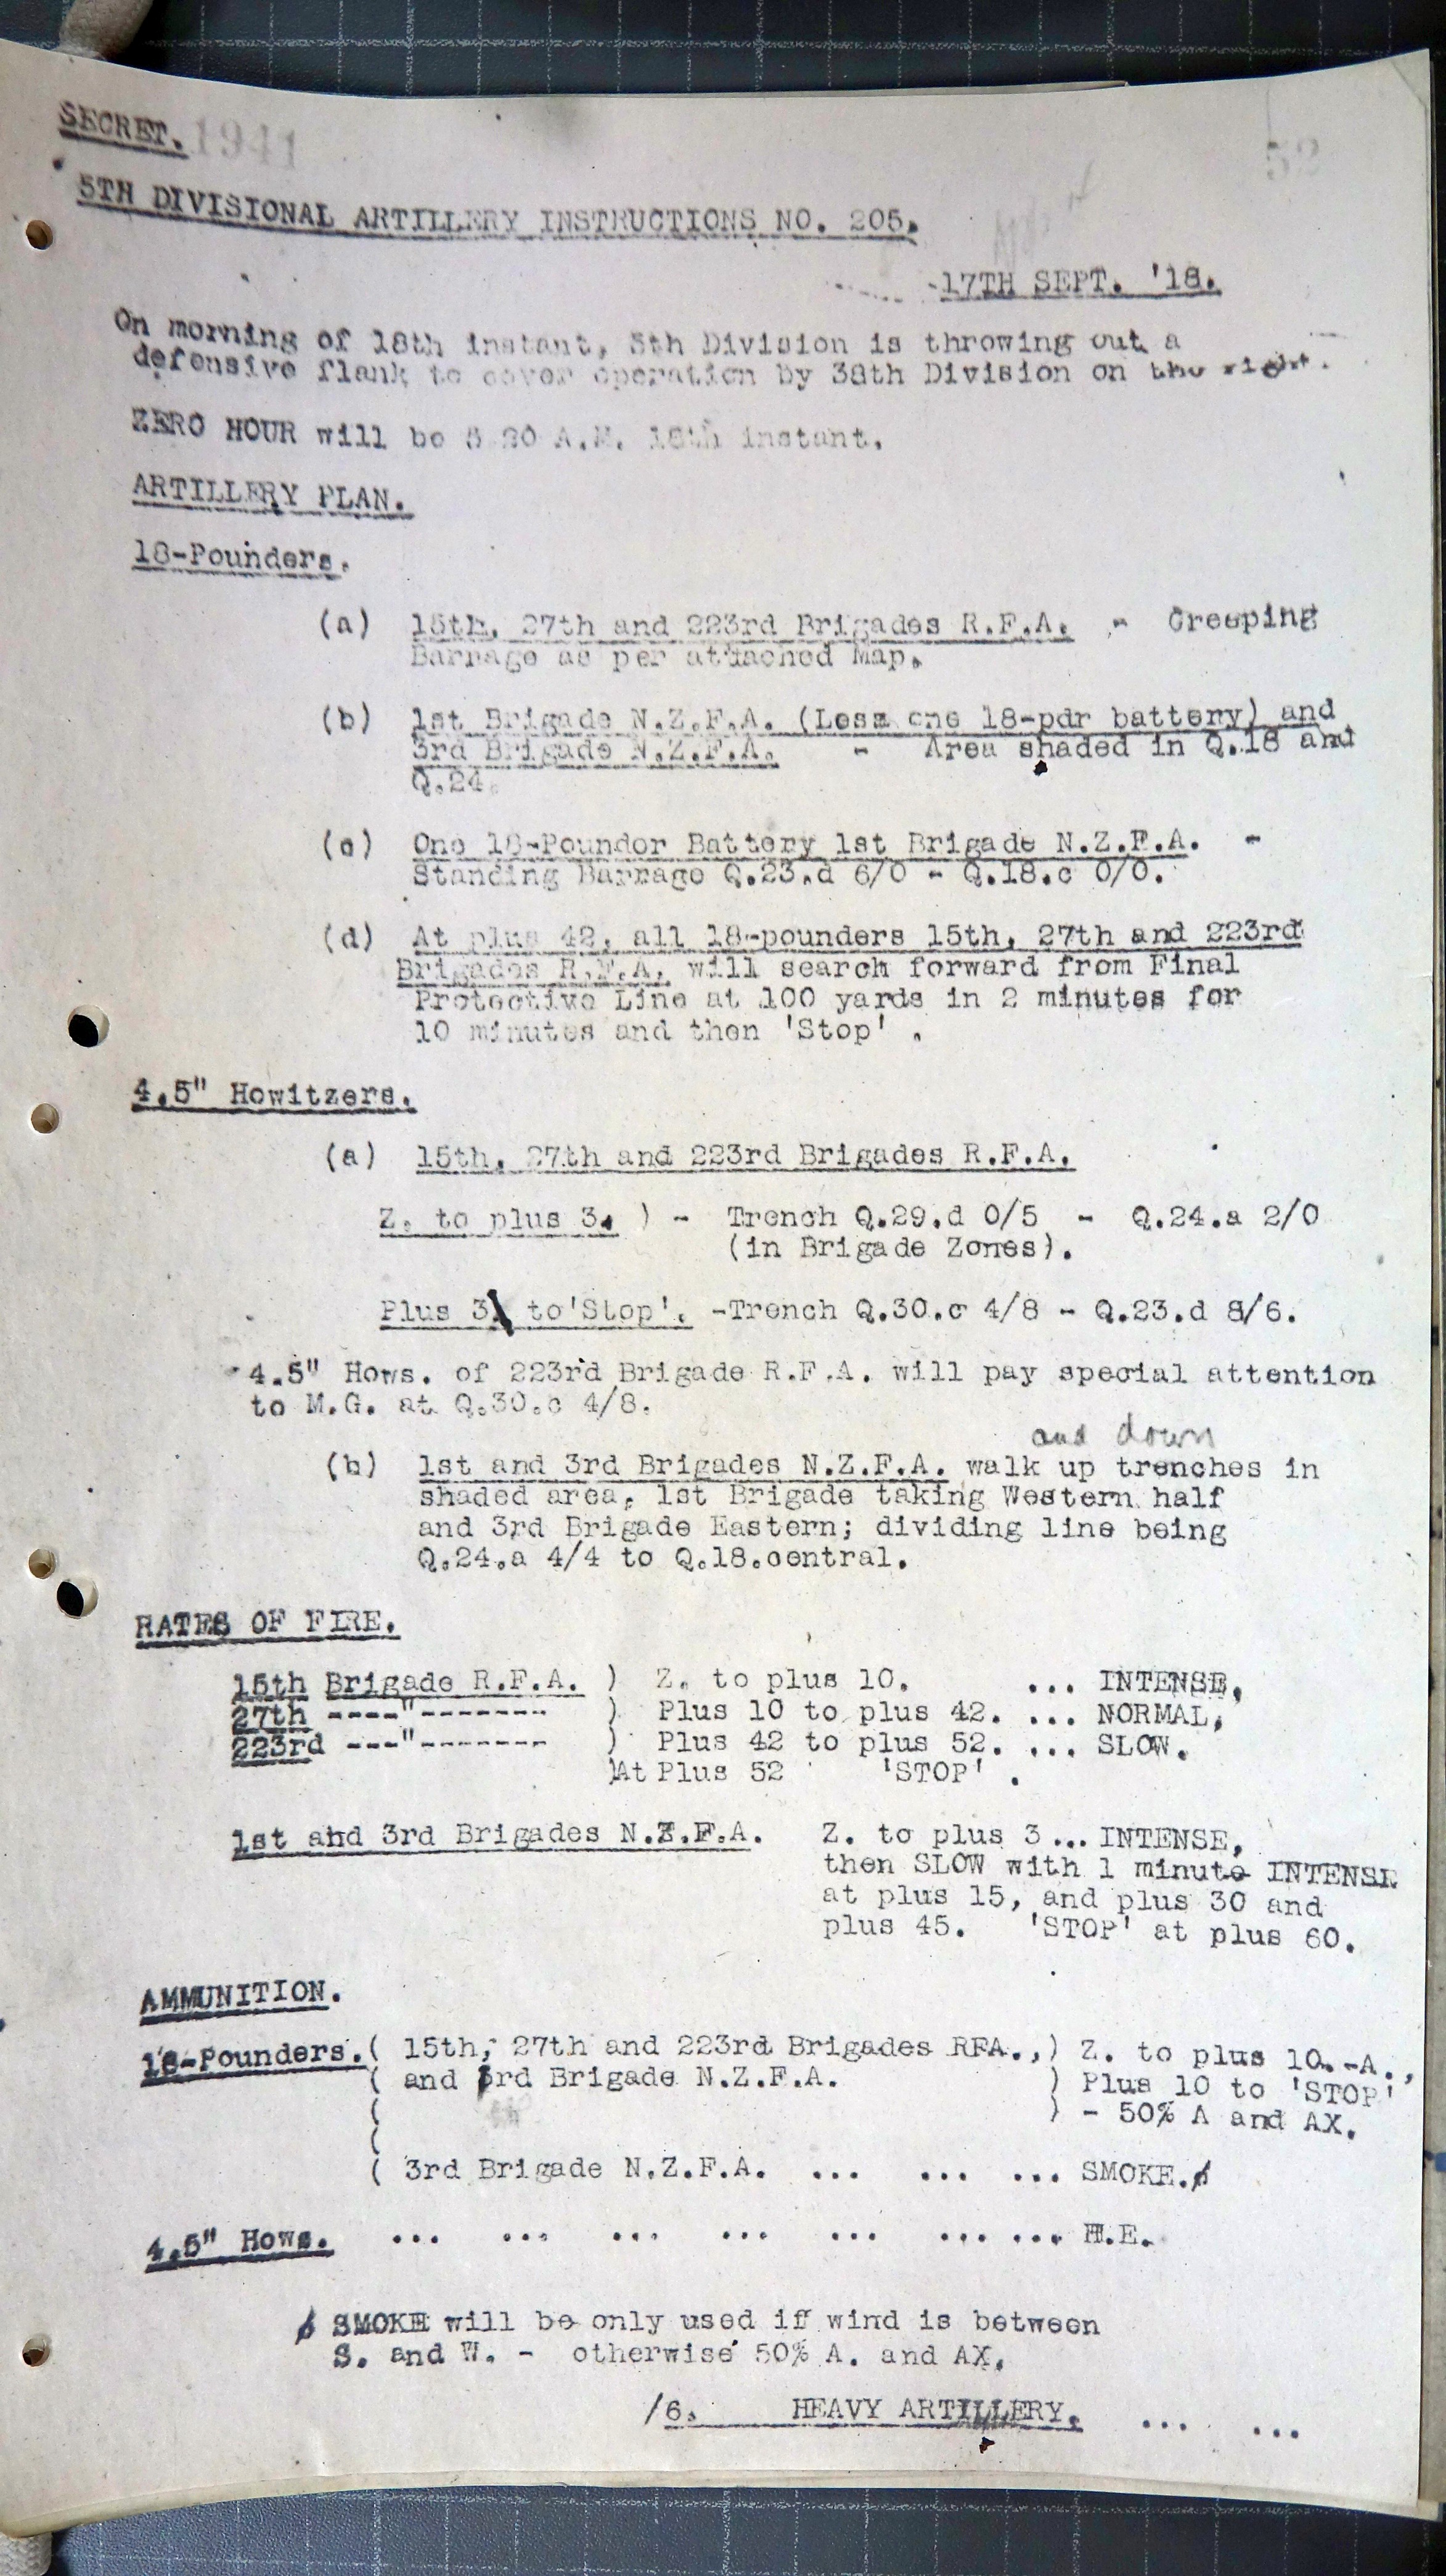 SECRET. 1941
52
5TH DIVISIONAL ARTILLERY INSTRUCTIONS NO. 205.
17TH SEPT. '18.
On morning of 18th instant, 5th Division is throwing out a
defensive flank to cover operation by 38th Division on the right.
ZERO HOUR will be 5 20 A.M. 18th instant.
ARTILLERY PLAN.
18-Pounders.
(a) 15th, 27th and 223rd Brigades R.F.A. - Creeping
Barrage as per attached Map.
(b) 1st Brigade N.Z.F.A. (Less one 18-pdr battery) and
3rd Brigade N.Z.F.A. - Area shaded in Q.18 and
Q.24.
(c) One 18-Pounder Battery 1st Brigade N.Z.F.A. -
Standing Barrage Q.23.d 6/0 - Q.18.c 0/0.
(d) At plus 42, all 18-pounders 15th, 27th and 223rd
Brigades R.F.A. will search forward from Final
Protective Line at 100 yards in 2 minutes for
10 minutes and then 'Stop' .
4.5" Howitzers.
(a) 15th, 27th and 223rd Brigades R.F.A.
Z. to plus 3. ) - Trench Q.29.d 0/5 - Q.24.a 2/0
(in Brigade Zones).
Plus 3 to 'Stop'. -Trench Q.30.c 4/8 - Q.23.d 8/6.
4.5" Hows. of 223rd Brigade R.F.A. will pay special attention
to M.G. at Q.30.c 4/8.
and down
(b) 1st and 3rd Brigades N.Z.F.A. walk up trenches in
shaded area, 1st Brigade taking Western half
and 3rd Brigade Eastern; dividing line being
Q.24.a 4/4 to Q.18.central.
RATES OF FIRE.
15th Brigade R.F.A. ) Z. to plus 10. ... INTENSE,
27th ----"------- ) Plus 10 to plus 42. ... NORMAL,
223rd ---"------- ) Plus 42 to plus 52. ... SLOW.
)At Plus 52 'STOP' .
1st and 3rd Brigades N.Z.F.A. Z. to plus 3... INTENSE,
then SLOW with 1 minute INTENSE
at plus 15, and plus 30 and
plus 45. 'STOP' at plus 60.
AMMUNITION.
18-Pounders. ( 15th, 27th and 223rd Brigades RFA.,) Z. to plus 10.-A.,
( and 3rd Brigade N.Z.F.A. ) Plus 10 to 'STOP'
( ) - 50% A and AX.
(
( 3rd Brigade N.Z.F.A. ... ... ... SMOKE.ø
4.5" Hows. ... ... ... ... ... ... ... H.E.
ø SMOKE will be only used if wind is between
S. and W. - otherwise 50% A. and AX.
/6. HEAVY ARTILLERY. ... ...